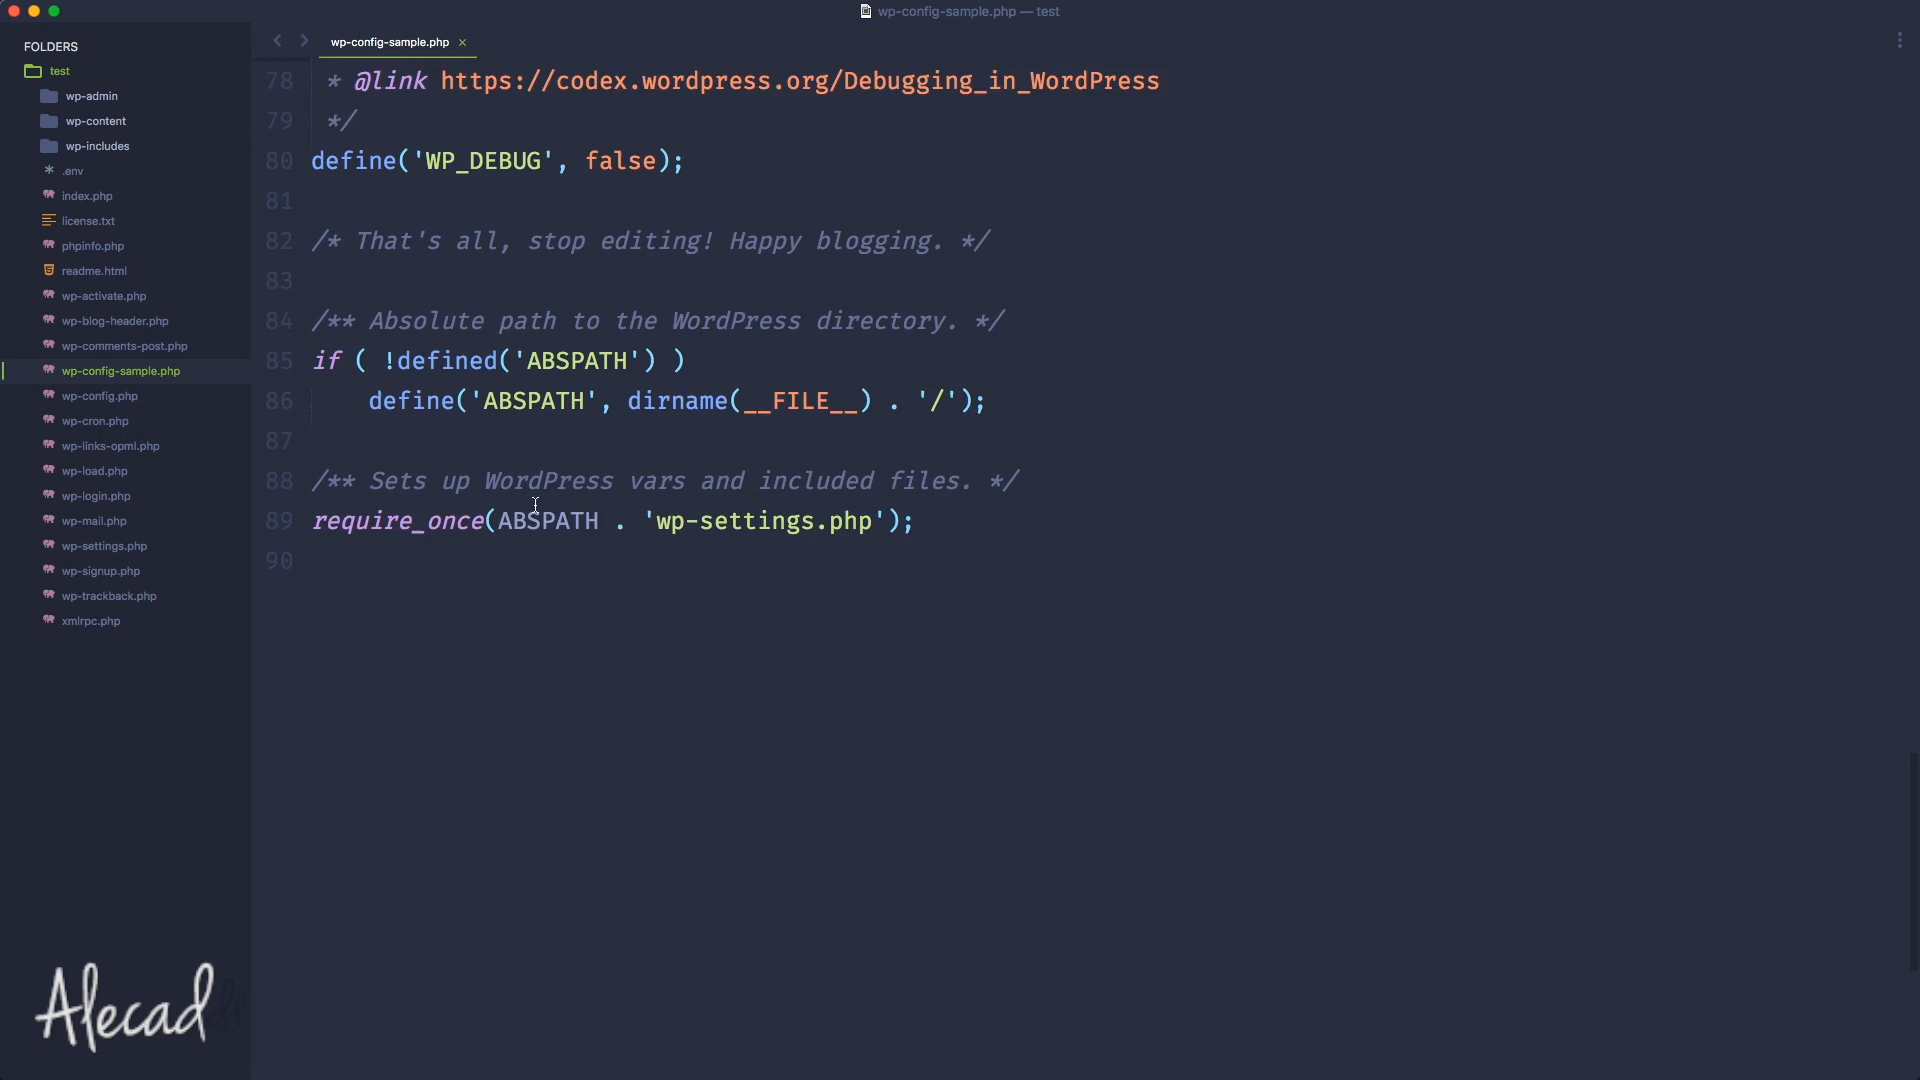 wp-config-sample.php — test
FOLDERS
test
wp-admin
wp-content
wp-includes
.env
index.php
license.txt
phpinfo.php
readme.html
wp-activate.php
wp-blog-header.php
wp-comments-post.php
wp-config-sample.php
wp-config.php
wp-cron.php
wp-links-opml.php
wp-load.php
wp-login.php
wp-mail.php
wp-settings.php
wp-signup.php
wp-trackback.php
xmlrpc.php
wp-config-sample.php ×
78 * @link https://codex.wordpress.org/Debugging_in_WordPress
79 */
80 define('WP_DEBUG', false);
81
82 /* That's all, stop editing! Happy blogging. */
83
84 /** Absolute path to the WordPress directory. */
85 if ( !defined('ABSPATH') )
86 define('ABSPATH', dirname(__FILE__) . '/');
87
88 /** Sets up WordPress vars and included files. */
89 require_once(ABSPATH . 'wp-settings.php');
90
Alecad